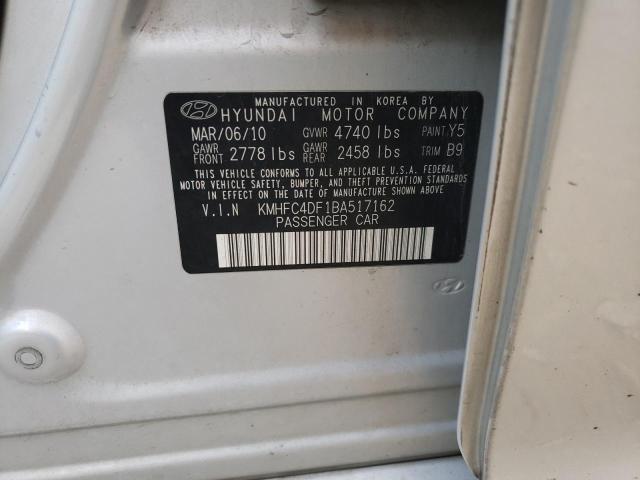 MANUFACTURED IN KOREA BY
HYUNDAI MOTOR COMPANY
MAR/06/10 GVWR 4740 lbs PAINT Y5
GAWR FRONT 2778 lbs GAWR REAR 2458 lbs TRIM B9
THIS VEHICLE CONFORMS TO ALL APPLICABLE U.S.A. FEDERAL
MOTOR VEHICLE SAFETY, BUMPER, AND THEFT PREVENTION STANDARDS
IN EFFECT ON THE DATE OF MANUFACTURE SHOWN ABOVE.
V.I.N KMHFC4DF1BA517162
PASSENGER CAR